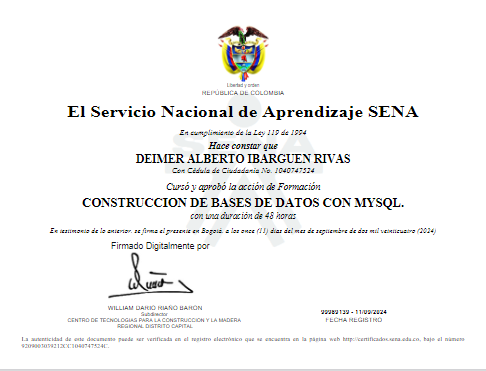 Libertad y orden
REPÚBLICA DE COLOMBIA
El Servicio Nacional de Aprendizaje SENA
En cumplimiento de la Ley 119 de 1994
Hace constar que
DEIMER ALBERTO IBARGUEN RIVAS
Con Cédula de Ciudadanía No. 1040747524
Cursó y aprobó la acción de Formación
CONSTRUCCION DE BASES DE DATOS CON MYSQL.
con una duración de 48 horas
En testimonio de lo anterior, se firma el presente en Bogotá, a los once (11) días del mes de septiembre de dos mil veinticuatro (2024)
Firmado Digitalmente por
WILLIAM DARIO RIAÑO BARON
Subdirector
CENTRO DE TECNOLOGIAS PARA LA CONSTRUCCION Y LA MADERA
REGIONAL DISTRITO CAPITAL
99989139 - 11/09/2024
FECHA REGISTRO
La autenticidad de este documento puede ser verificada en el registro electrónico que se encuentra en la página web http://certificados.sena.edu.co, bajo el número
9209003039212CC1040747524C.